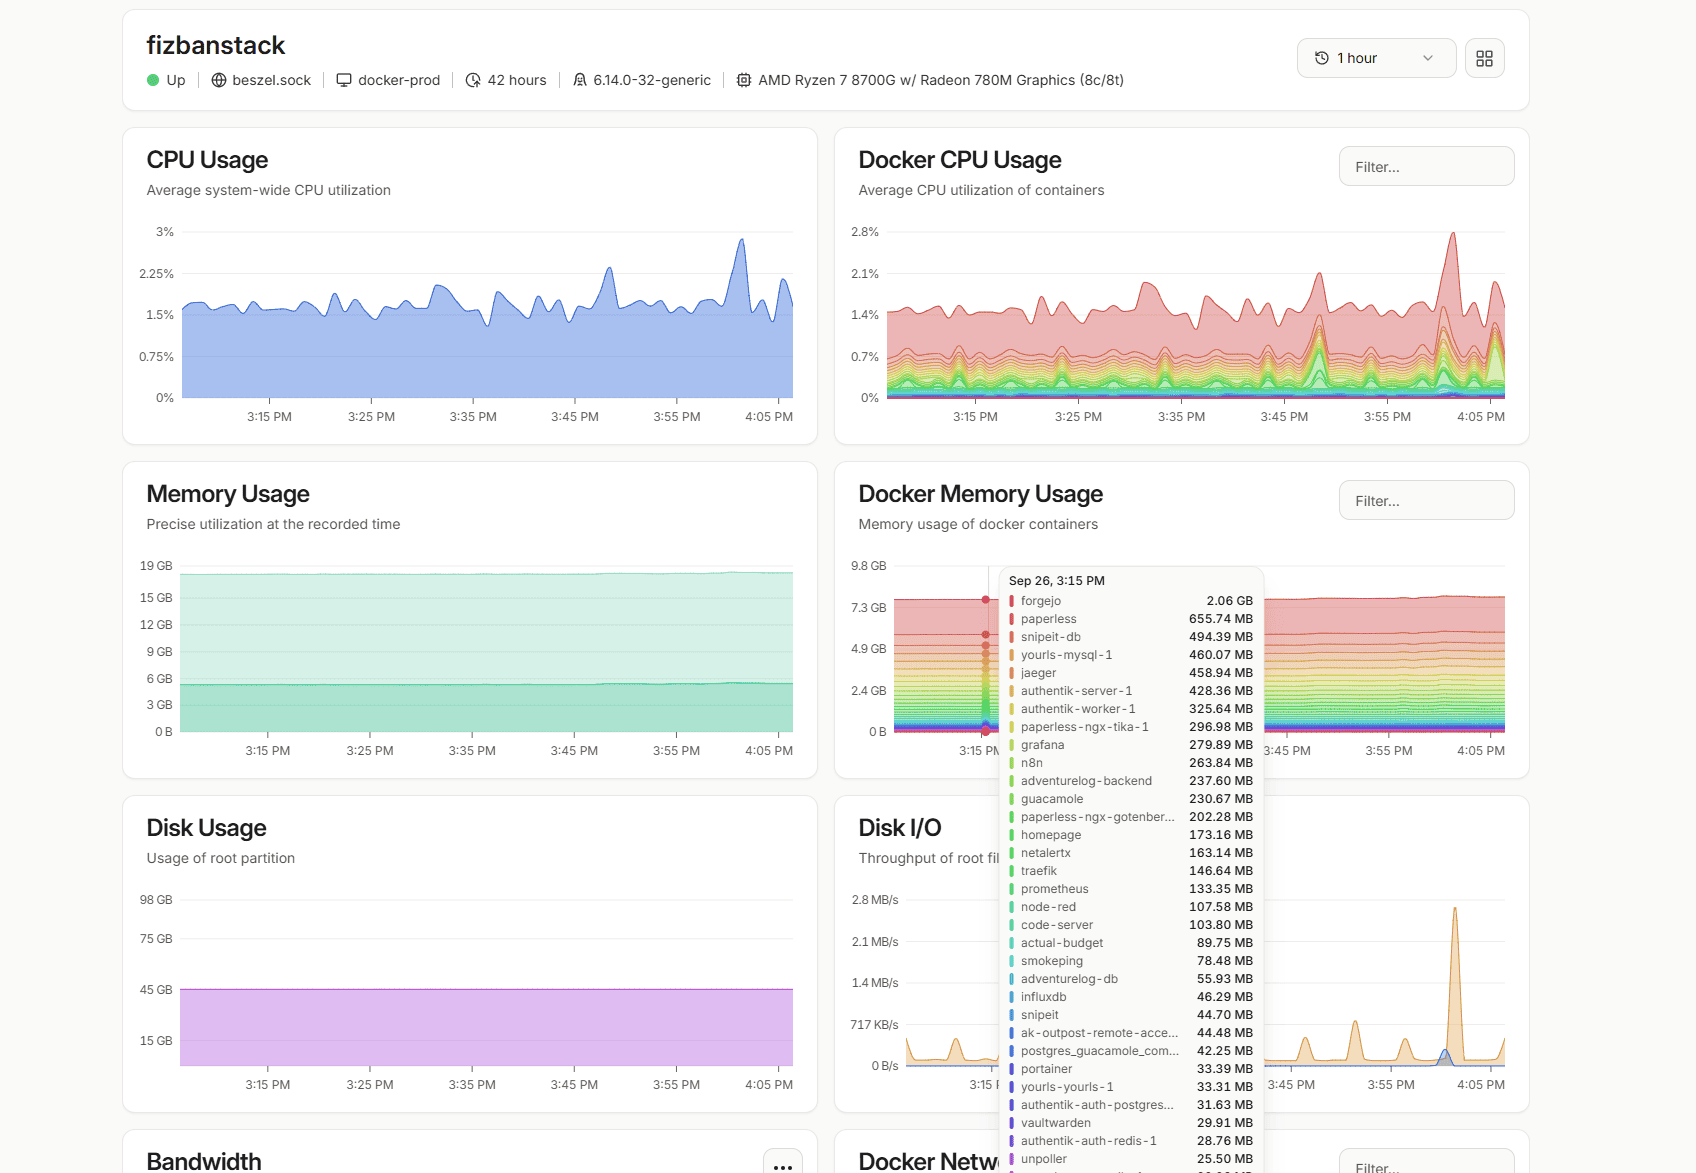 fizbanstack
Up
beszel.sock
docker-prod
42 hours
6.14.0-32-generic
AMD Ryzen 7 8700G w/ Radeon 780M Graphics (8c/8t)
1 hour
CPU Usage
Average system-wide CPU utilization
3%
2.25%
1.5%
0.75%
0%
3:15 PM
3:25 PM
3:35 PM
3:45 PM
3:55 PM
4:05 PM
Docker CPU Usage
Average CPU utilization of containers
Filter...
2.8%
2.1%
1.4%
0.7%
0%
3:15 PM
3:25 PM
3:35 PM
3:45 PM
3:55 PM
4:05 PM
Memory Usage
Precise utilization at the recorded time
19 GB
15 GB
12 GB
9 GB
6 GB
3 GB
0 B
3:15 PM
3:25 PM
3:35 PM
3:45 PM
3:55 PM
4:05 PM
Docker Memory Usage
Memory usage of docker containers
Filter...
9.8 GB
7.3 GB
4.9 GB
2.4 GB
0 B
3:15 PM
3:45 PM
3:55 PM
4:05 PM
Sep 26, 3:15 PM
forgejo 2.06 GB
paperless 655.74 MB
snipeit-db 494.39 MB
yourls-mysql-1 460.07 MB
jaeger 458.94 MB
authentik-server-1 428.36 MB
authentik-worker-1 325.64 MB
paperless-ngx-tika-1 296.98 MB
grafana 279.89 MB
n8n 263.84 MB
adventurelog-backend 237.60 MB
guacamole 230.67 MB
paperless-ngx-gotenber... 202.28 MB
homepage 173.16 MB
netalertx 163.14 MB
traefik 146.64 MB
prometheus 133.35 MB
node-red 107.58 MB
code-server 103.80 MB
actual-budget 89.75 MB
smokeping 78.48 MB
adventurelog-db 55.93 MB
influxdb 46.29 MB
snipeit 44.70 MB
ak-outpost-remote-acce... 44.48 MB
postgres_guacamole_com... 42.25 MB
portainer 33.39 MB
yourls-yourls-1 33.31 MB
authentik-auth-postgres... 31.63 MB
vaultwarden 29.91 MB
authentik-auth-redis-1 28.76 MB
unpoller 25.50 MB
Disk Usage
Usage of root partition
98 GB
75 GB
45 GB
15 GB
3:15 PM
3:25 PM
3:35 PM
3:45 PM
3:55 PM
4:05 PM
Disk I/O
Throughput of root fil
2.8 MB/s
2.1 MB/s
1.4 MB/s
717 KB/s
0 B/s
3:15
3:45 PM
3:55 PM
4:05 PM
Bandwidth
Docker Netw
Filter...